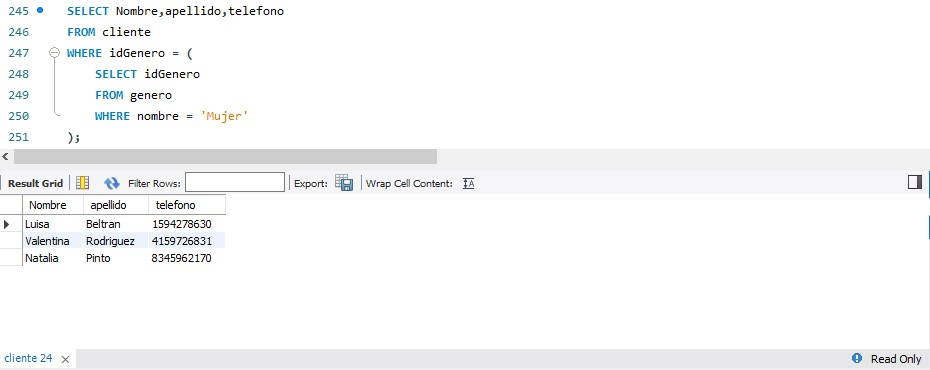 245 SELECT Nombre,apellido,telefono
246 FROM cliente
247 WHERE idGenero = (
248 SELECT idGenero
249 FROM genero
250 WHERE nombre = 'Mujer'
251 );
Result Grid Filter Rows: Export: Wrap Cell Content: IA
Nombre apellido telefono
Luisa Beltran 1594278630
Valentina Rodriguez 4159726831
Natalia Pinto 8345962170
cliente 24 Read Only